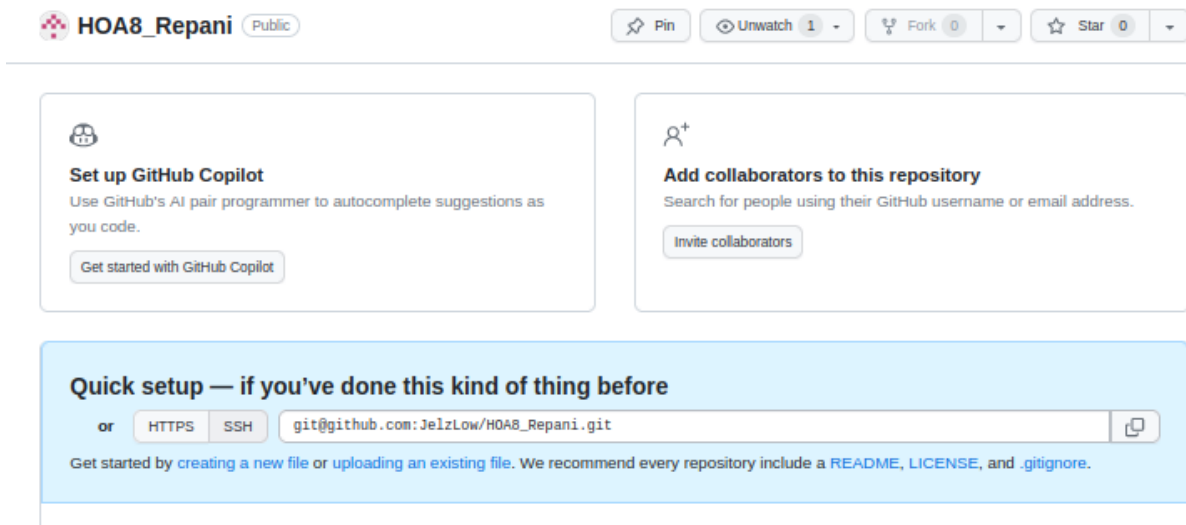 HOA8_Repani Public Pin Unwatch 1 Fork 0 Star 0
Set up GitHub Copilot
Use GitHub's AI pair programmer to autocomplete suggestions as
you code.
Get started with GitHub Copilot
Add collaborators to this repository
Search for people using their GitHub username or email address.
Invite collaborators
Quick setup — if you've done this kind of thing before
or HTTPS SSH git@github.com:JelzLow/HOA8_Repani.git
Get started by creating a new file or uploading an existing file. We recommend every repository include a README, LICENSE, and .gitignore.